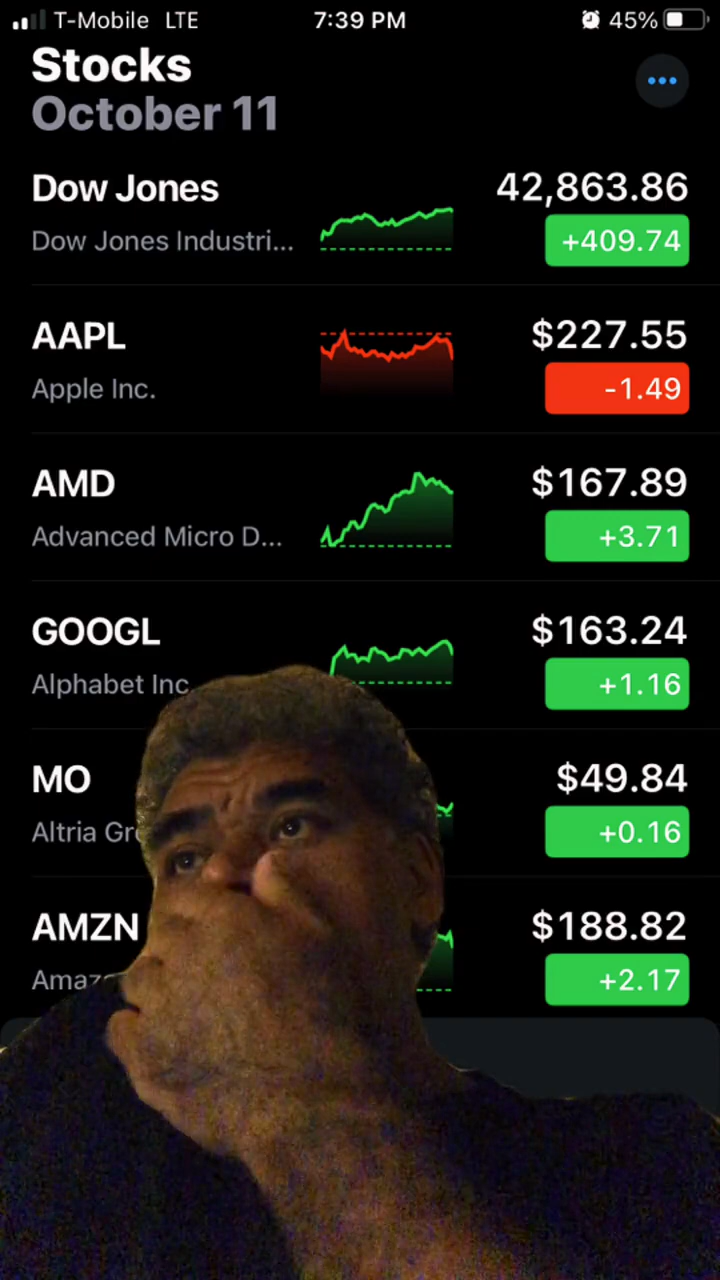 T-Mobile LTE 7:39 PM 45%
Stocks
October 11
Dow Jones 42,863.86
Dow Jones Industri... +409.74
AAPL $227.55
Apple Inc. -1.49
AMD $167.89
Advanced Micro D... +3.71
GOOGL $163.24
Alphabet Inc +1.16
MO $49.84
Altria +0.16
AMZN $188.82
+2.17